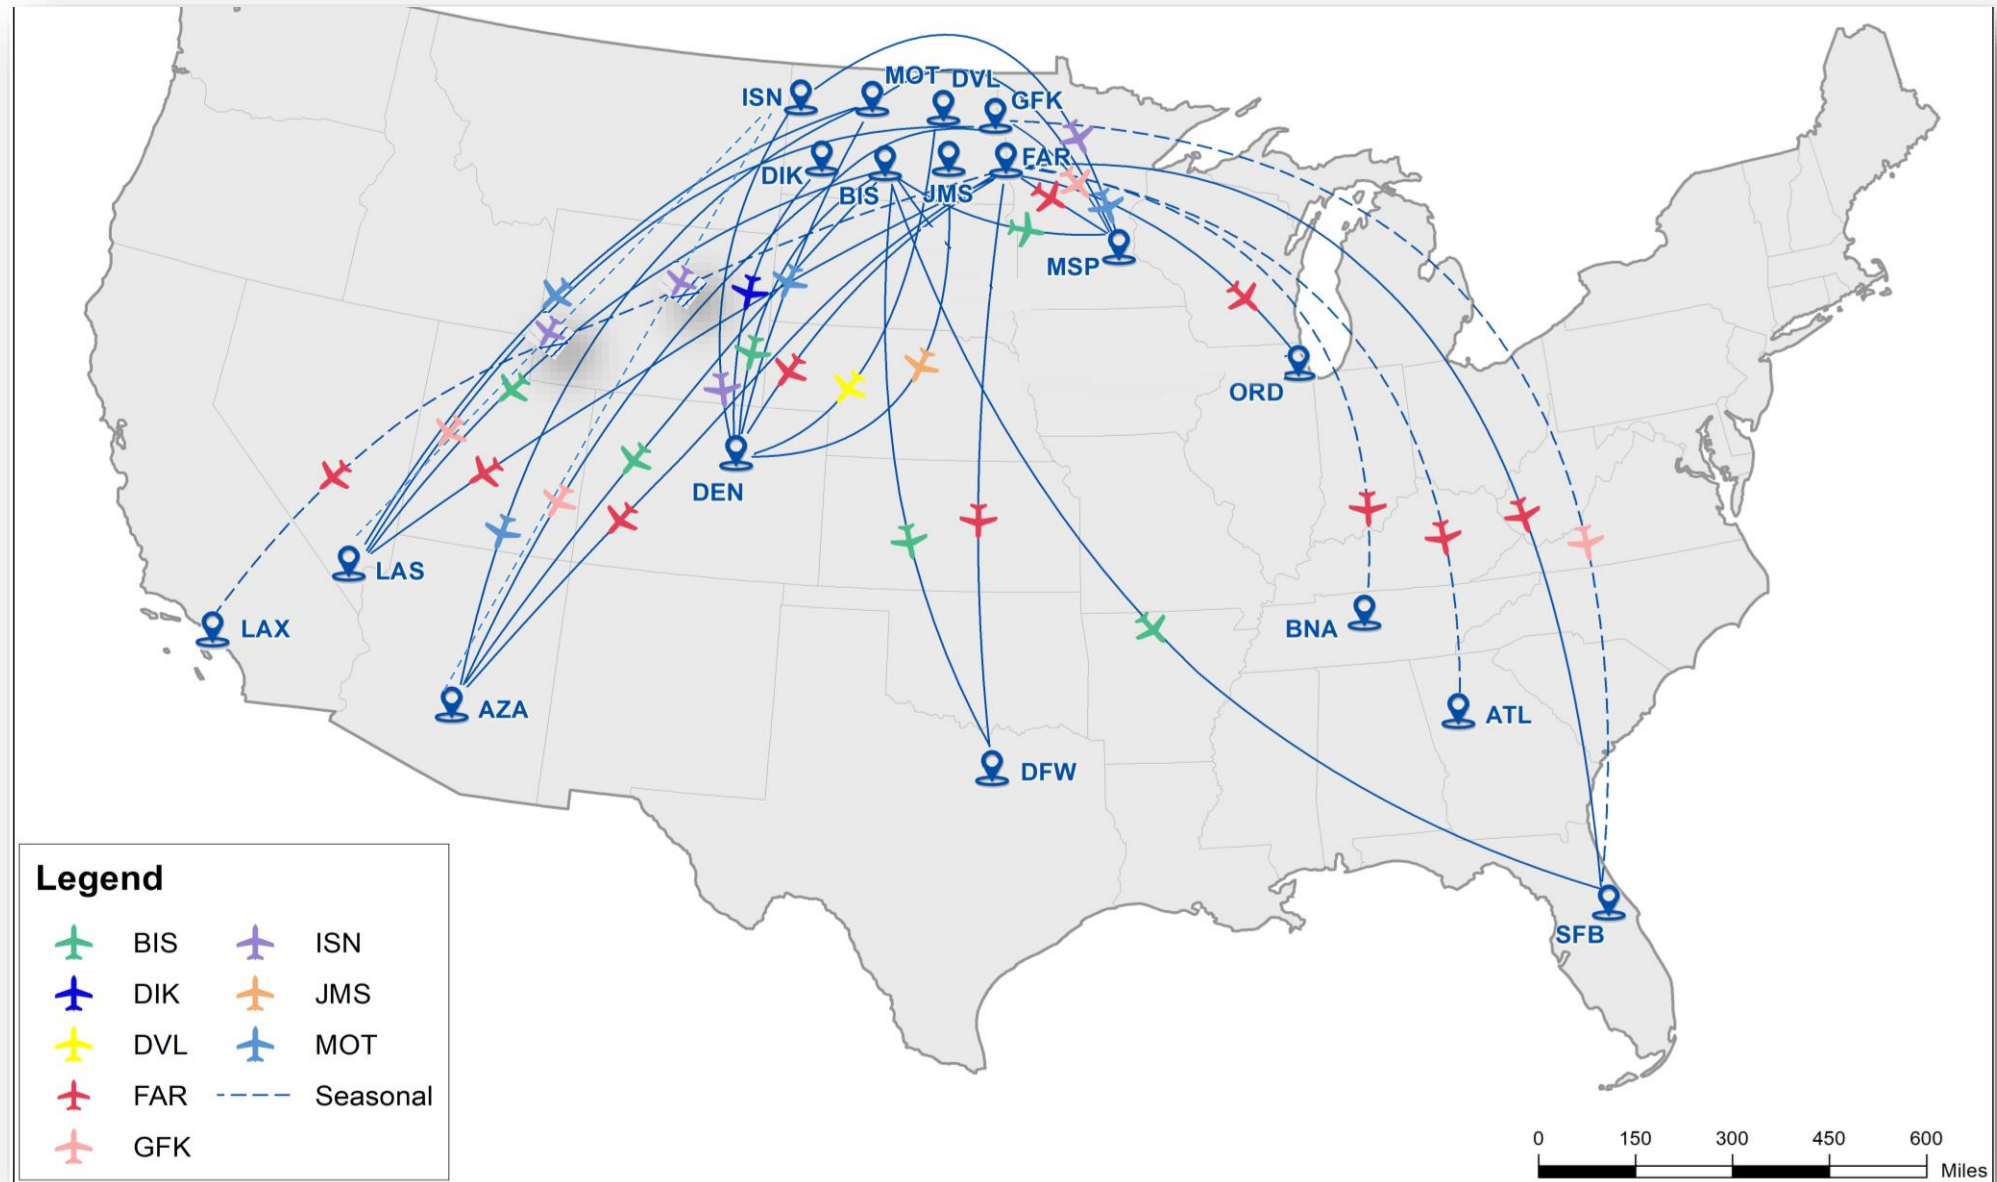 MOT DVL
ISN
GFK
FAR
DIK
BIS
JMS
MSP
ORD
DEN
LAS
LAX
BNA
AZA
ATL
DFW
SFB
Legend
BIS
ISN
DIK
JMS
DVL
MOT
FAR
Seasonal
GFK
0 150 300 450 600
Miles